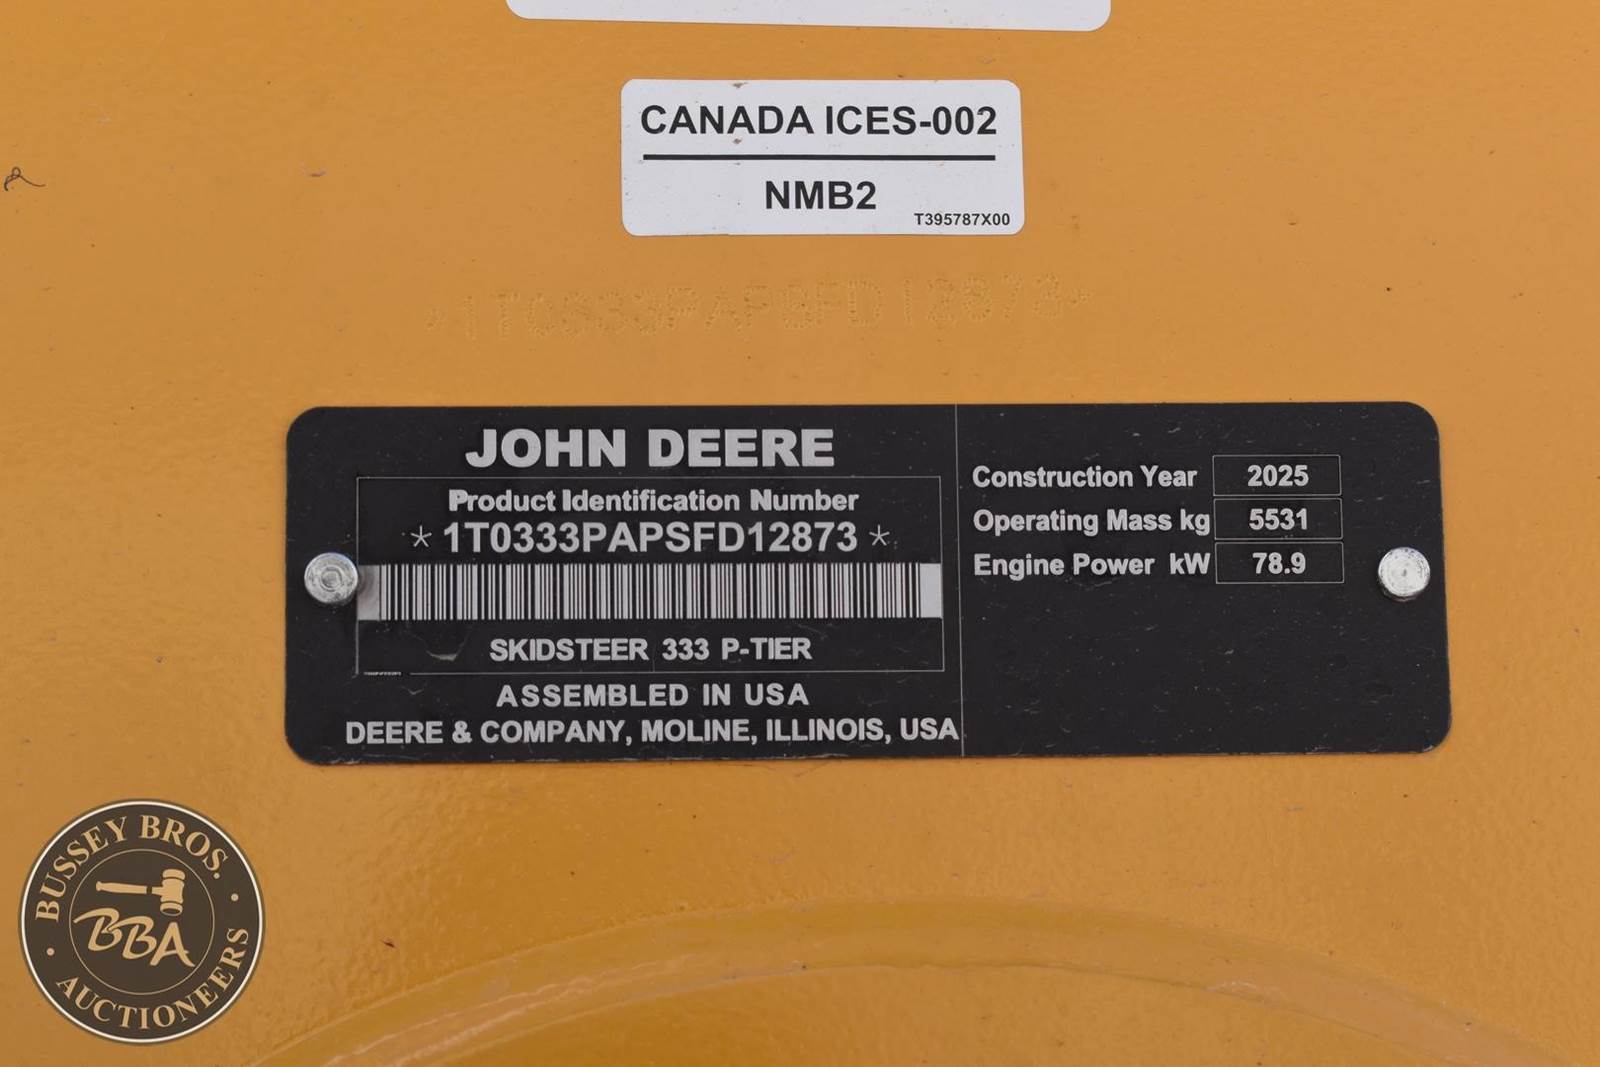 CANADA ICES-002
NMB2
T395787X00
*1T0333PAPSFD12873*
JOHN DEERE
Product Identification Number
*1T0333PAPSFD12873*
SKIDSTEER 333 P-TIER
ASSEMBLED IN USA
DEERE & COMPANY, MOLINE, ILLINOIS, USA
Construction Year 2025
Operating Mass kg 5531
Engine Power kW 78.9
BUSSEY BROS.
BBA
AUCTIONEERS